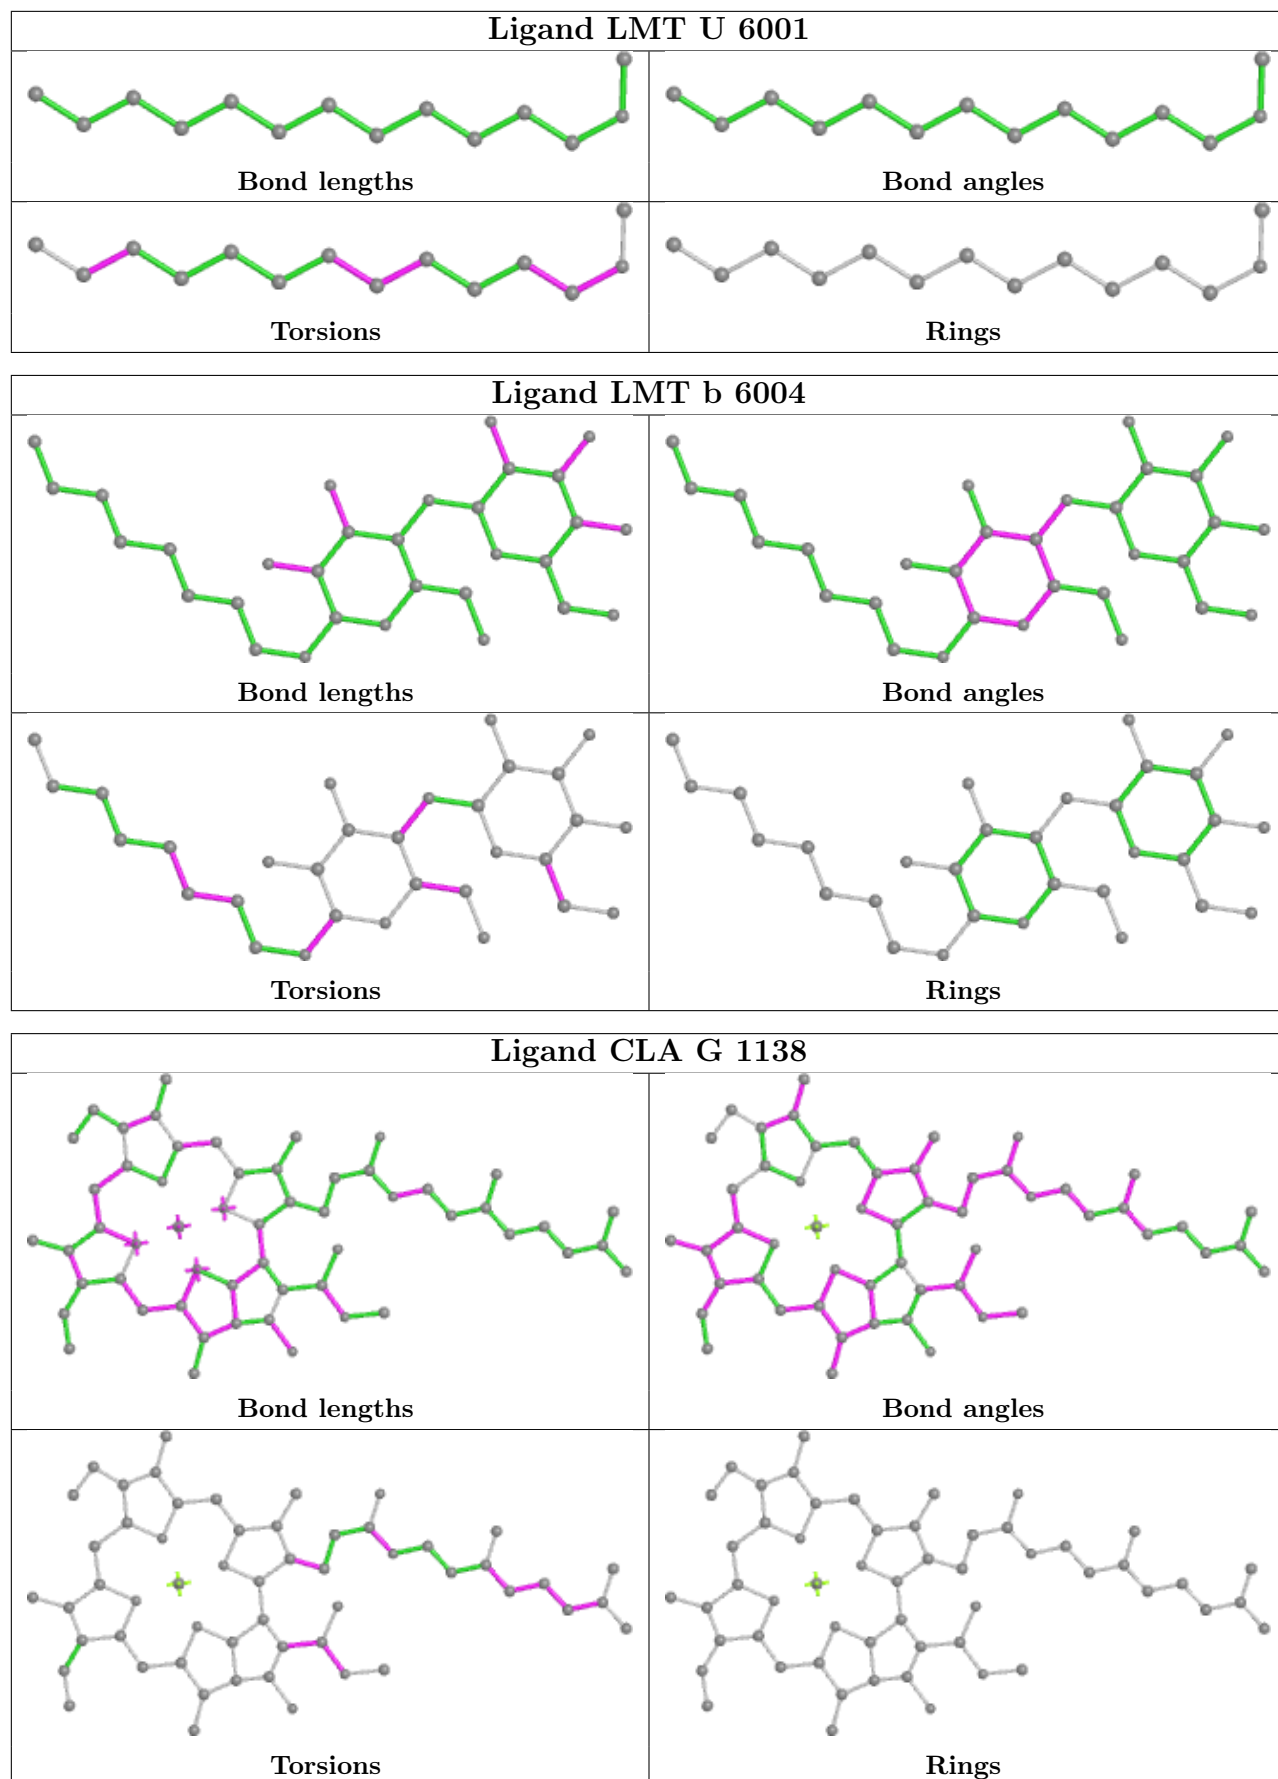 Ligand LMT U 6001
Bond lengths
Bond angles
Torsions
Rings
Ligand LMT b 6004
Bond lengths
Bond angles
Torsions
Rings
Ligand CLA G 1138
Bond lengths
Bond angles
Torsions
Rings